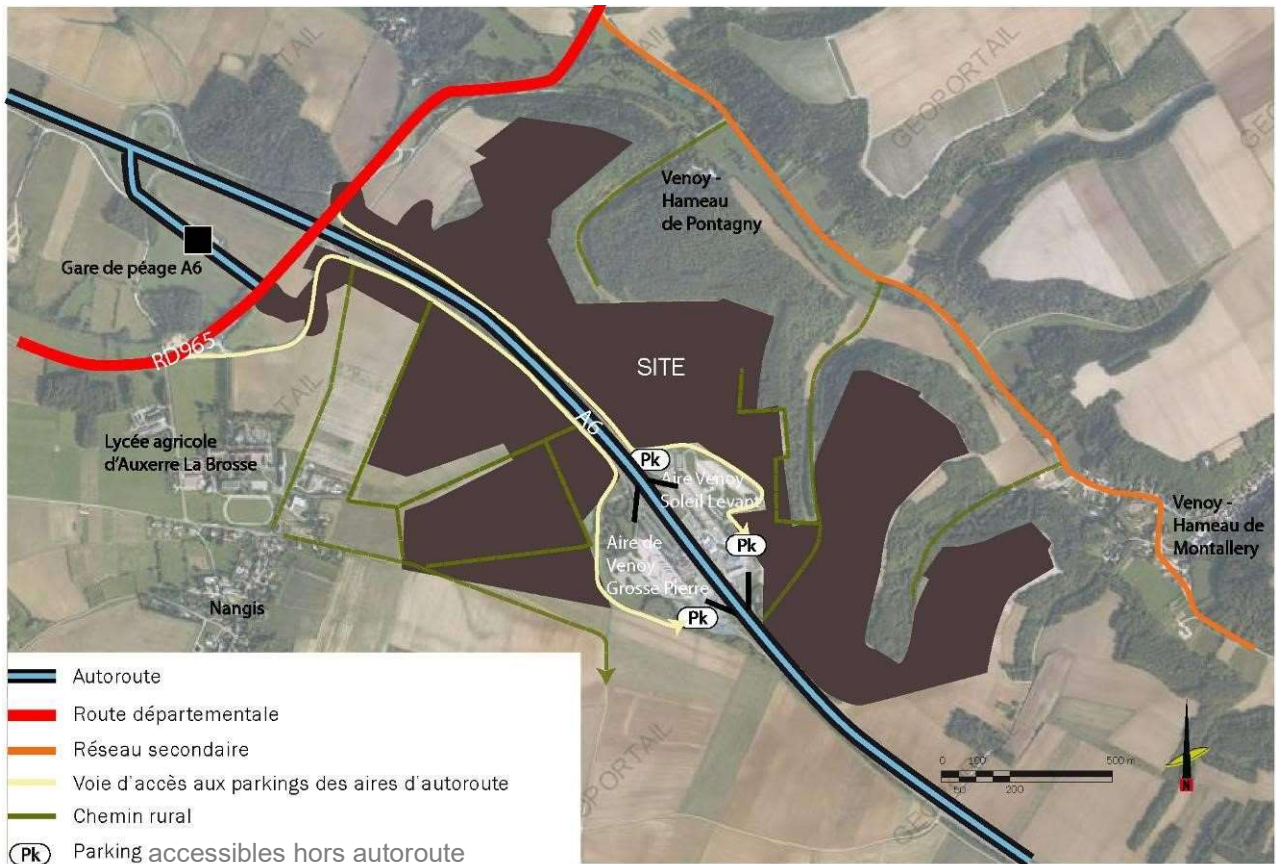 GEOPORTAIL
GEOPORTAIL
Venoy -
Hameau
de Pontagny
Gare de péage A6
RD965
GEOPORTAIL
SITE
A6
Lycée agricole
d'Auxerre La Brosse
Pk
Aire Venoy
Soleil Levant
Venoy -
Hameau de
Montallery
Aire de
Venoy
Grosse Pierre
Pk
Nangis
Pk
Autoroute
Route départementale
Réseau secondaire
Voie d'accès aux parkings des aires d'autoroute
Chemin rural
Pk Parking accessibles hors autoroute
GEOPORTAIL
0 100 500 m
50 200
GEOPORTAIL
N